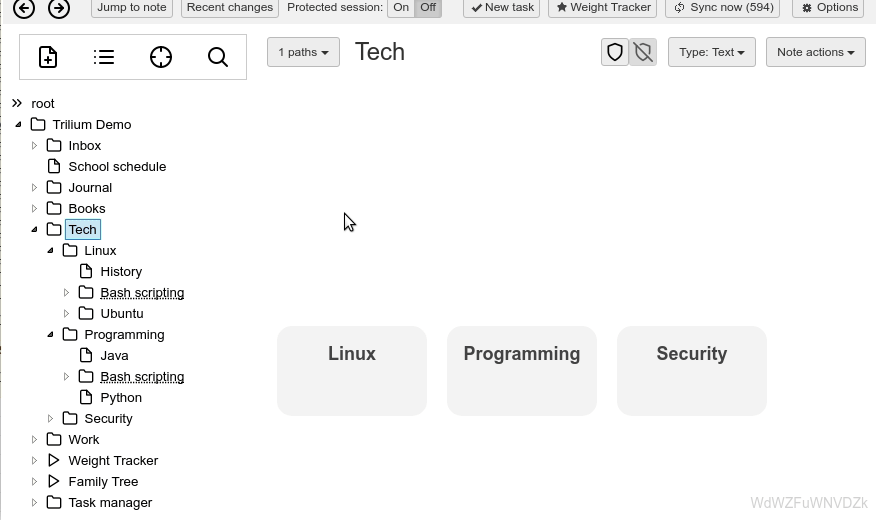 Jump to note Recent changes Protected session: On Off New task Weight Tracker Sync now (594) Options
1 paths Tech Type: Text Note actions
root
Trilium Demo
Inbox
School schedule
Journal
Books
Tech
Linux
History
Bash scripting
Ubuntu
Programming
Java
Bash scripting
Python
Security
Work
Weight Tracker
Family Tree
Task manager
Linux Programming Security
WdWZFuWNVDZk